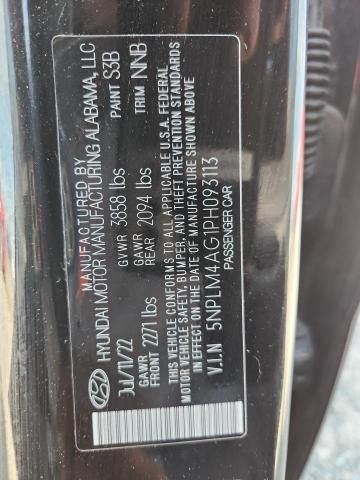 MANUFACTURED BY
HYUNDAI MOTOR MANUFACTURING ALABAMA, LLC
Jul/11/22 GVWR 3858 lbs PAINT S3B
GAWR FRONT 2271 lbs GAWR REAR 2094 lbs TRIM NNB
THIS VEHICLE CONFORMS TO ALL APPLICABLE U.S.A. FEDERAL
MOTOR VEHICLE SAFETY, BUMPER, AND THEFT PREVENTION STANDARDS
IN EFFECT ON THE DATE OF MANUFACTURE SHOWN ABOVE
V.I.N 5NPLM4AG1PH093113
PASSENGER CAR